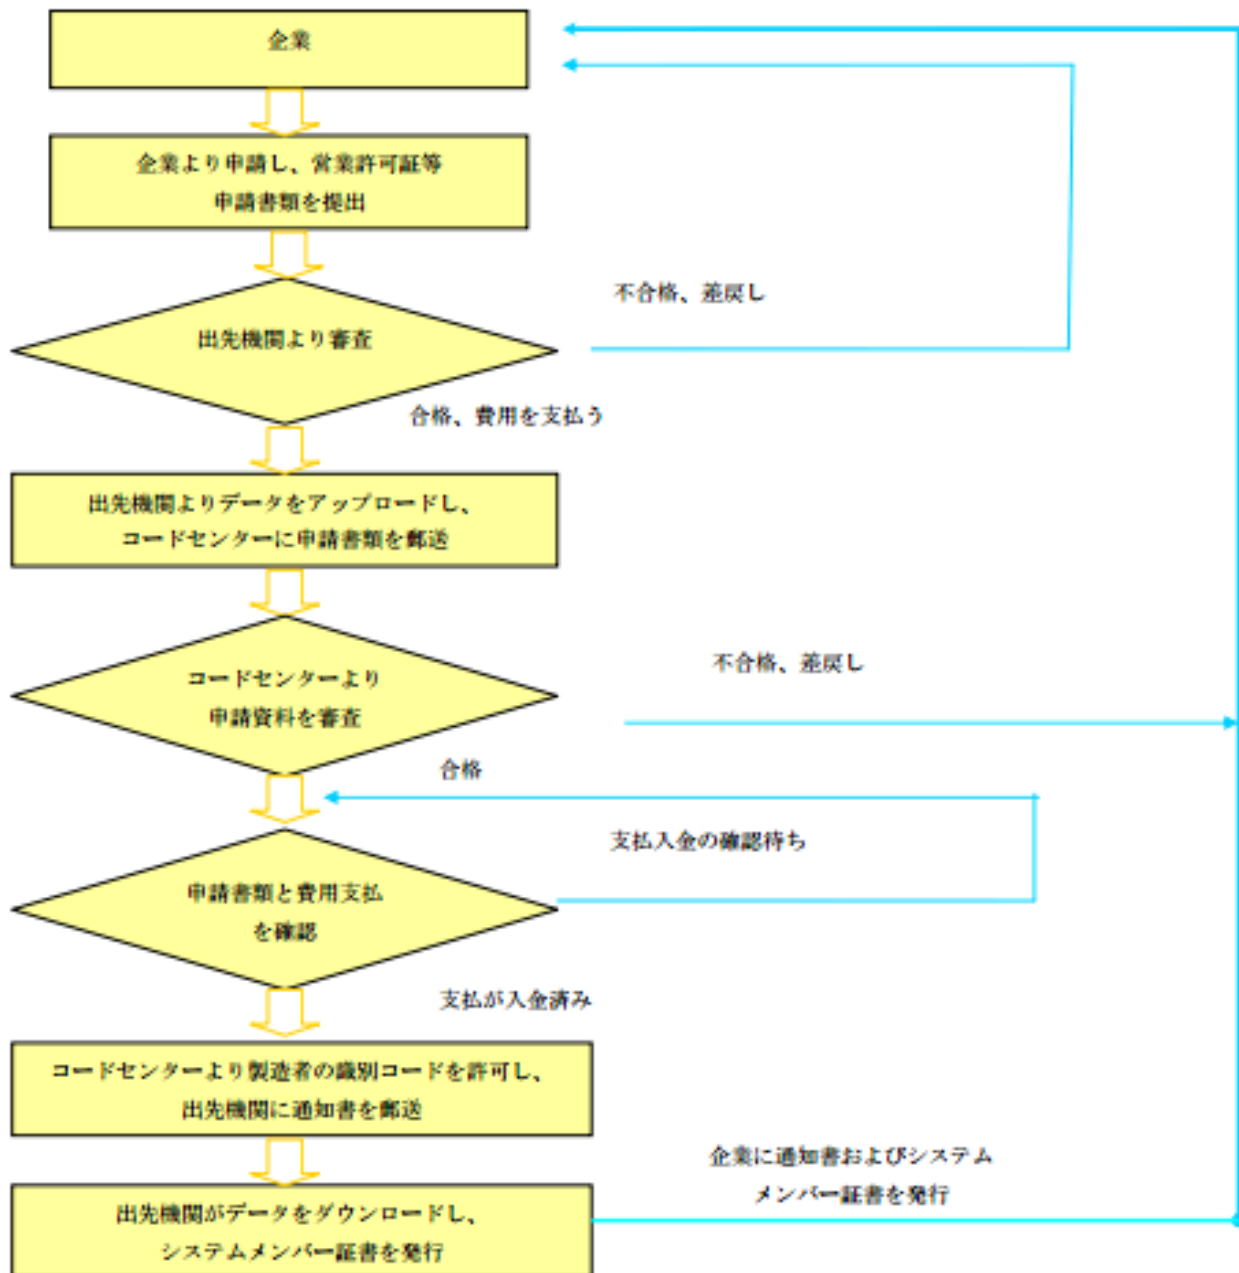 企業
企業より申請し、営業許可証等
申請書類を提出
不合格、差戻し
出先機関より審査
合格、費用を支払う
出先機関よりデータをアップロードし、
コードセンターに申請書類を郵送
不合格、差戻し
コードセンターより
申請資料を審査
合格
支払入金の確認待ち
申請書類と費用支払
を確認
支払が入金済み
コードセンターより製造者の識別コードを許可し、
出先機関に通知書を郵送
企業に通知書およびシステム
メンバー証書を発行
出先機関がデータをダウンロードし、
システムメンバー証書を発行